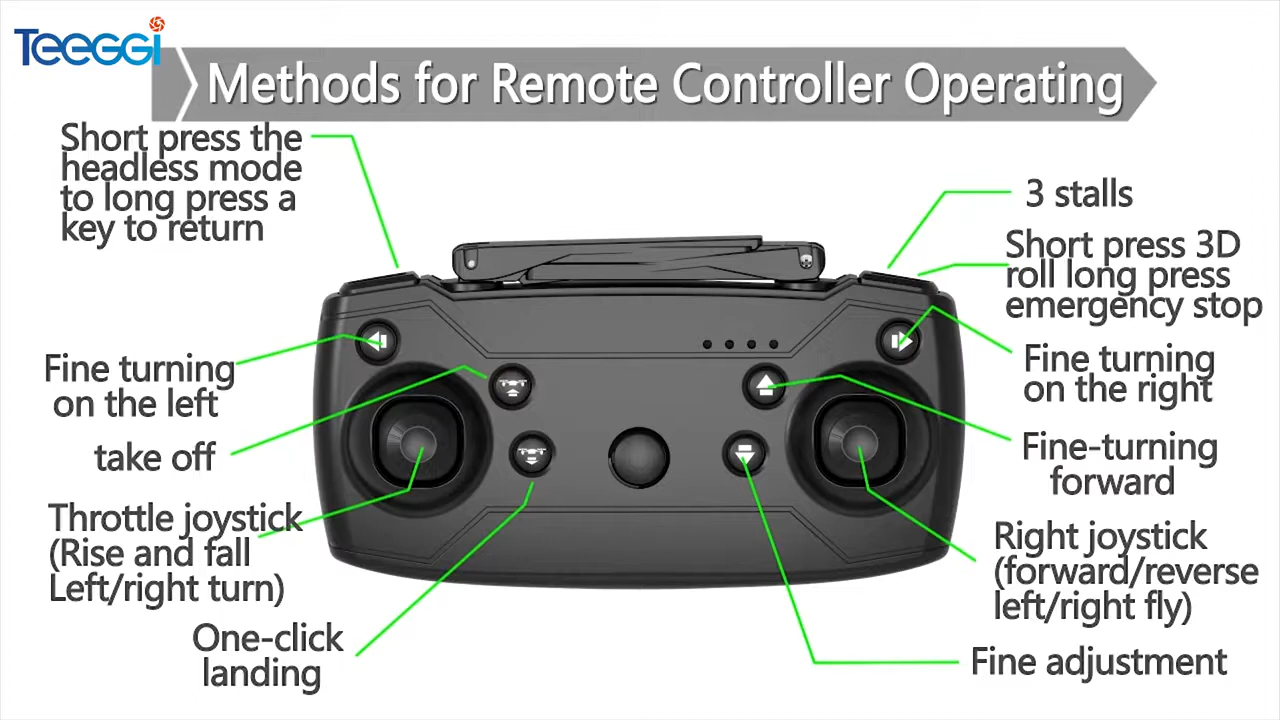 Teeggi
Methods for Remote Controller Operating
Short press the
headless mode
to long press a
key to return
3 stalls
Short press 3D
roll long press
emergency stop
Fine turning
on the left
Fine turning
on the right
take off
Fine-turning
forward
Throttle joystick
(Rise and fall
Left/right turn)
Right joystick
(forward/reverse
left/right fly)
One-click
landing
Fine adjustment